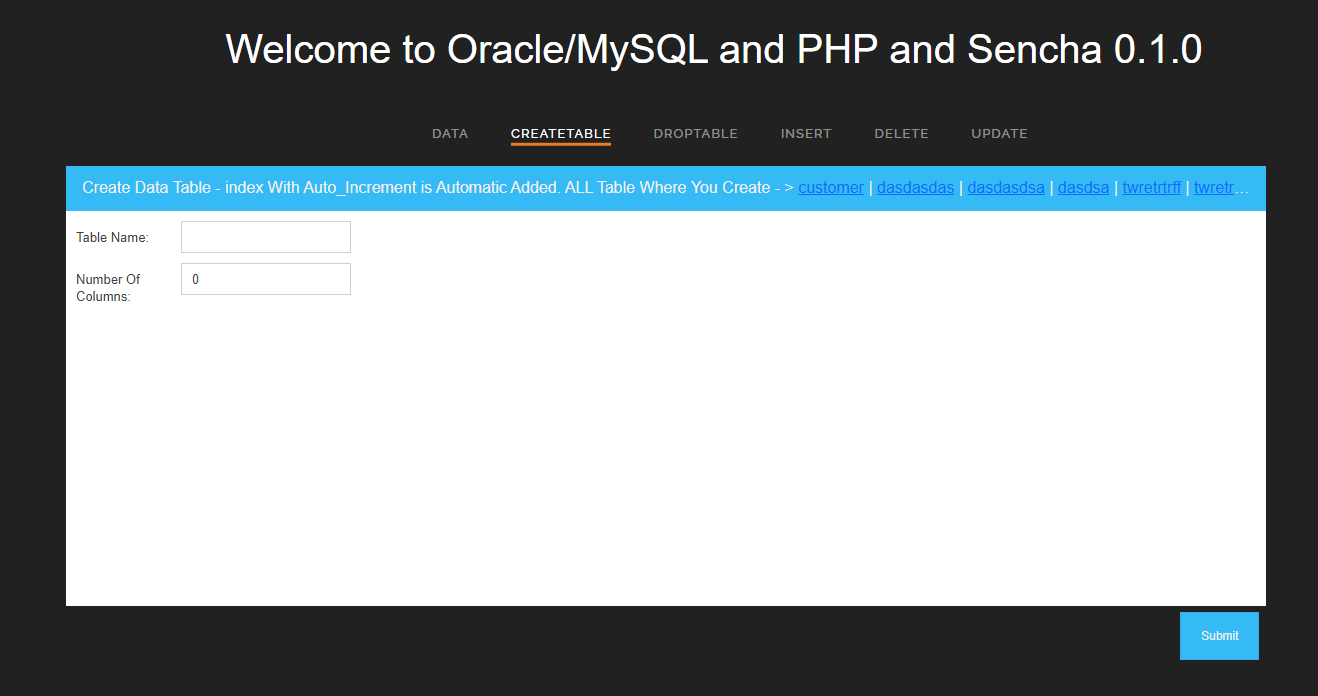 Welcome to Oracle/MySQL and PHP and Sencha 0.1.0
DATA CREATETABLE DROPTABLE INSERT DELETE UPDATE
Create Data Table - index With Auto_Increment is Automatic Added. ALL Table Where You Create - > customer | dasdasdas | dasdasdsa | dasdsa | twretrtrff | twretr...
Table Name:
Number Of
Columns:
0
Submit